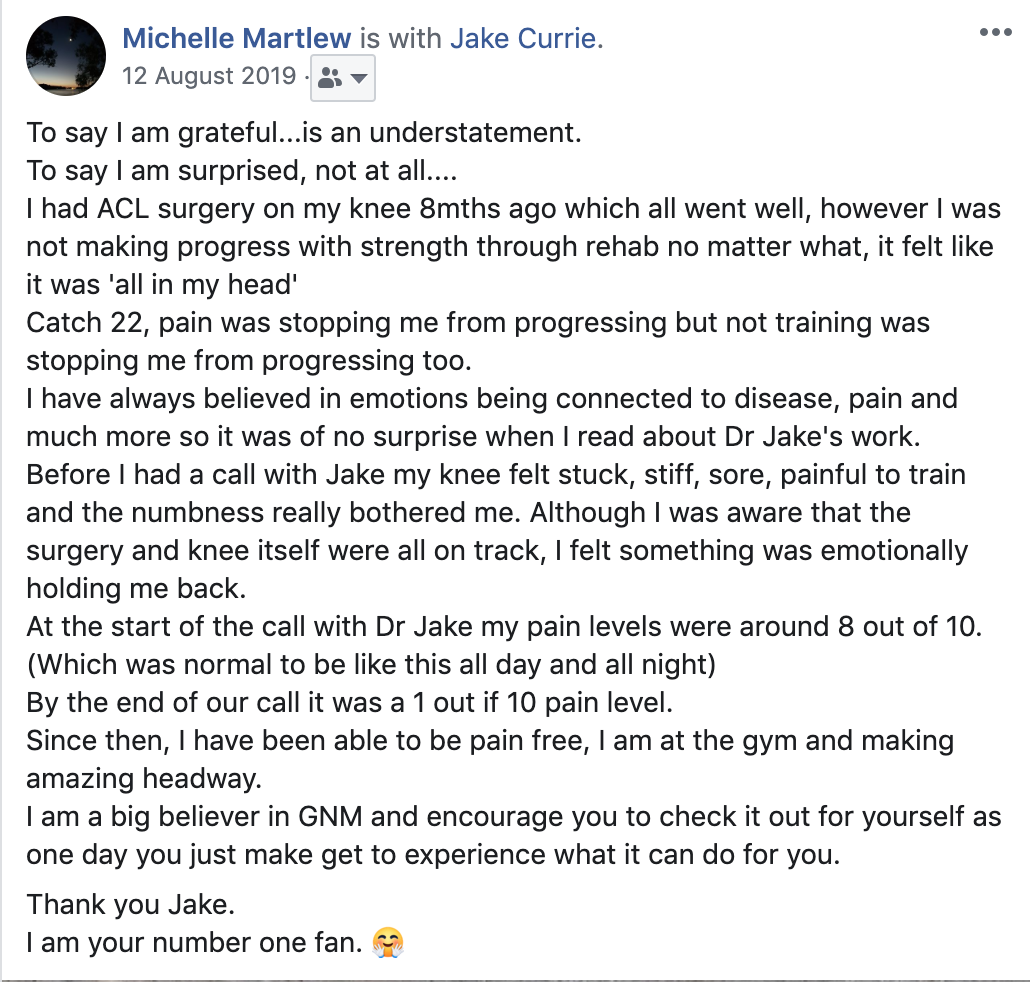 Michelle Martlew is with Jake Currie.
12 August 2019 ·
To say I am grateful...is an understatement.
To say I am surprised, not at all....
I had ACL surgery on my knee 8mths ago which all went well, however I was
not making progress with strength through rehab no matter what, it felt like
it was 'all in my head'
Catch 22, pain was stopping me from progressing but not training was
stopping me from progressing too.
I have always believed in emotions being connected to disease, pain and
much more so it was of no surprise when I read about Dr Jake's work.
Before I had a call with Jake my knee felt stuck, stiff, sore, painful to train
and the numbness really bothered me. Although I was aware that the
surgery and knee itself were all on track, I felt something was emotionally
holding me back.
At the start of the call with Dr Jake my pain levels were around 8 out of 10.
(Which was normal to be like this all day and all night)
By the end of our call it was a 1 out if 10 pain level.
Since then, I have been able to be pain free, I am at the gym and making
amazing headway.
I am a big believer in GNM and encourage you to check it out for yourself as
one day you just make get to experience what it can do for you.
Thank you Jake.
I am your number one fan. 🤗